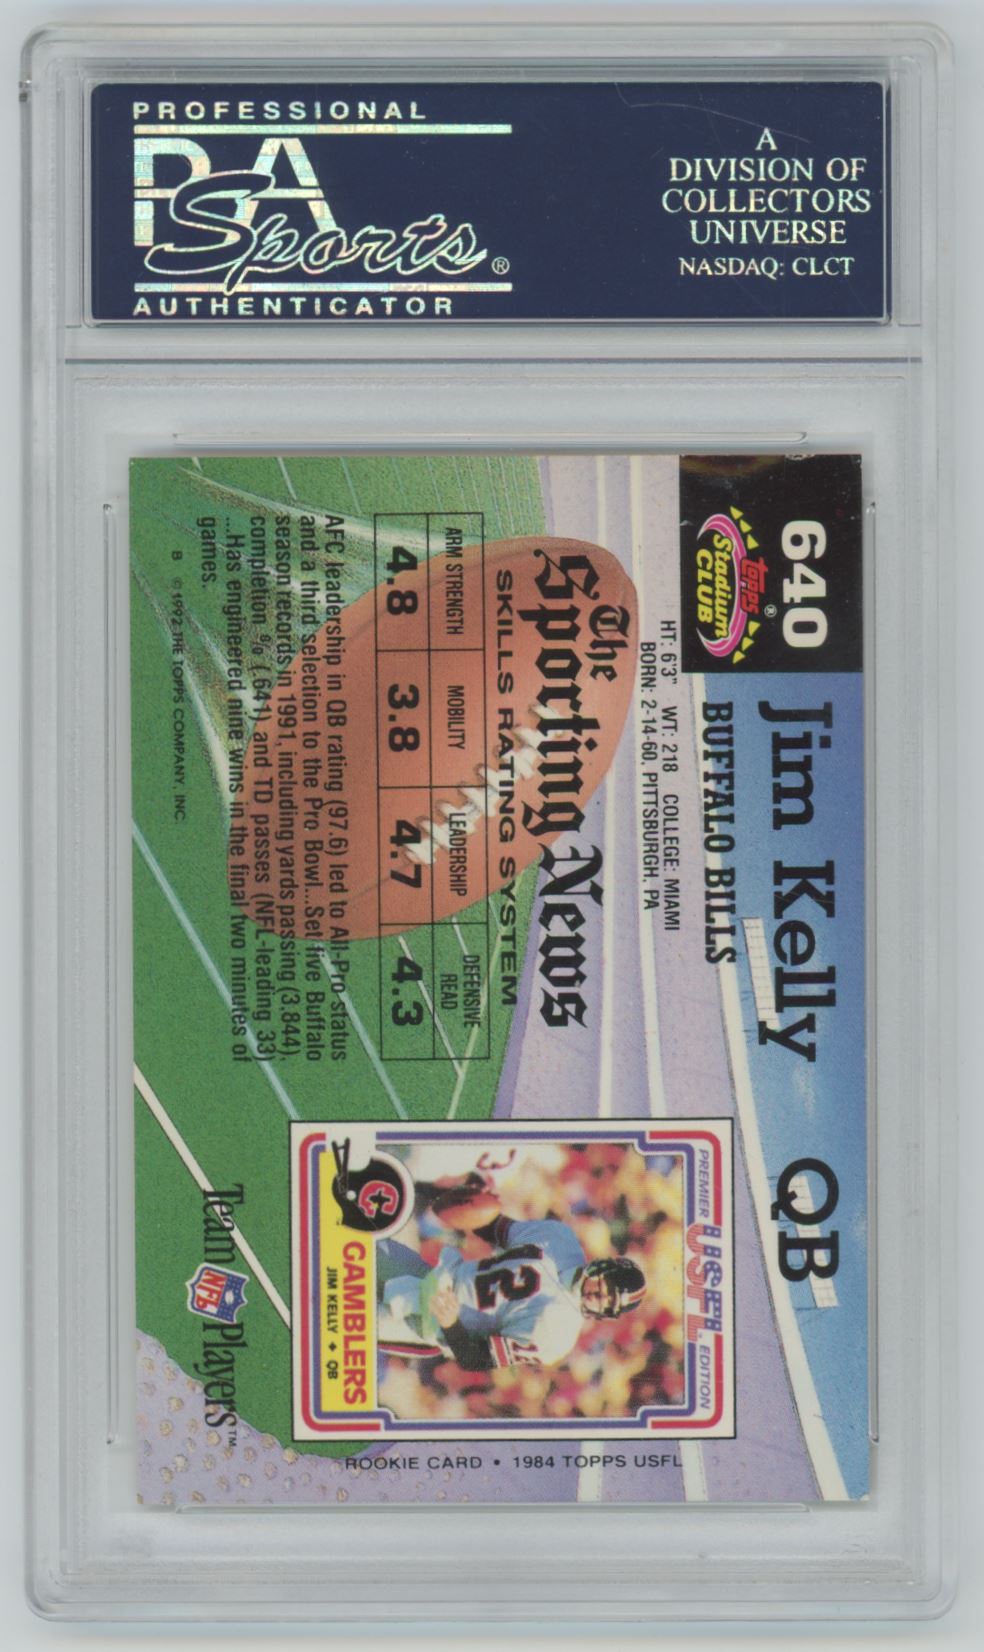 PROFESSIONAL
PSA
Sports®
AUTHENTICATOR
A
DIVISION OF
COLLECTORS
UNIVERSE
NASDAQ: CLCT
640
Topps®
Stadium
CLUB
Jim Kelly QB
BUFFALO BILLS
HT: 6'3" WT: 218 COLLEGE: MIAMI
BORN: 2-14-60, PITTSBURGH, PA
The
Sporting News
SKILLS RATING SYSTEM
ARM STRENGTH MOBILITY LEADERSHIP DEFENSIVE READ
4.8 3.8 4.7 4.3
AFC leadership in QB rating (97.6) led to All-Pro status
and a third selection to the Pro Bowl...Set five Buffalo
season records in 1991, including yards passing (3,844),
completion % (.641), and TD passes (NFL-leading 33)
...Has engineered nine wins in the final two minutes of
games.
B ©1992 THE TOPPS COMPANY, INC.
PREMIER USFL EDITION
12
12
GAMBLERS
JIM KELLY ✦ QB
ROOKIE CARD • 1984 TOPPS USFL
Team NFL Players™